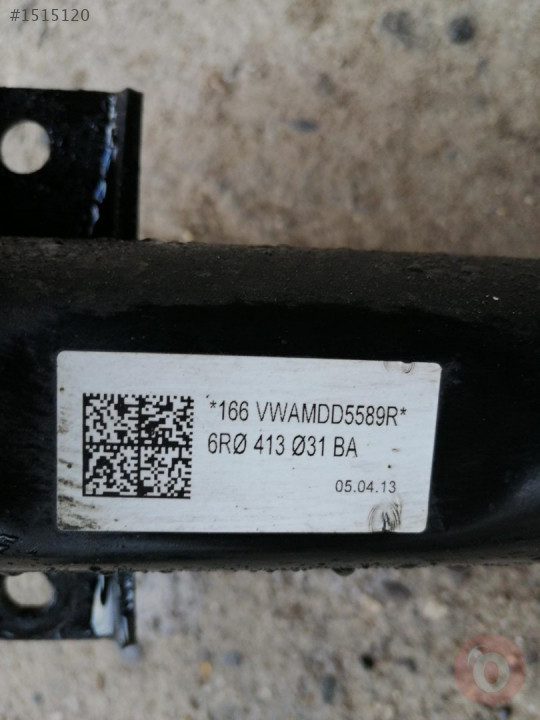 #1515120
*166 VWAMDD5589R*
6RØ 413 Ø31 BA
05.04.13